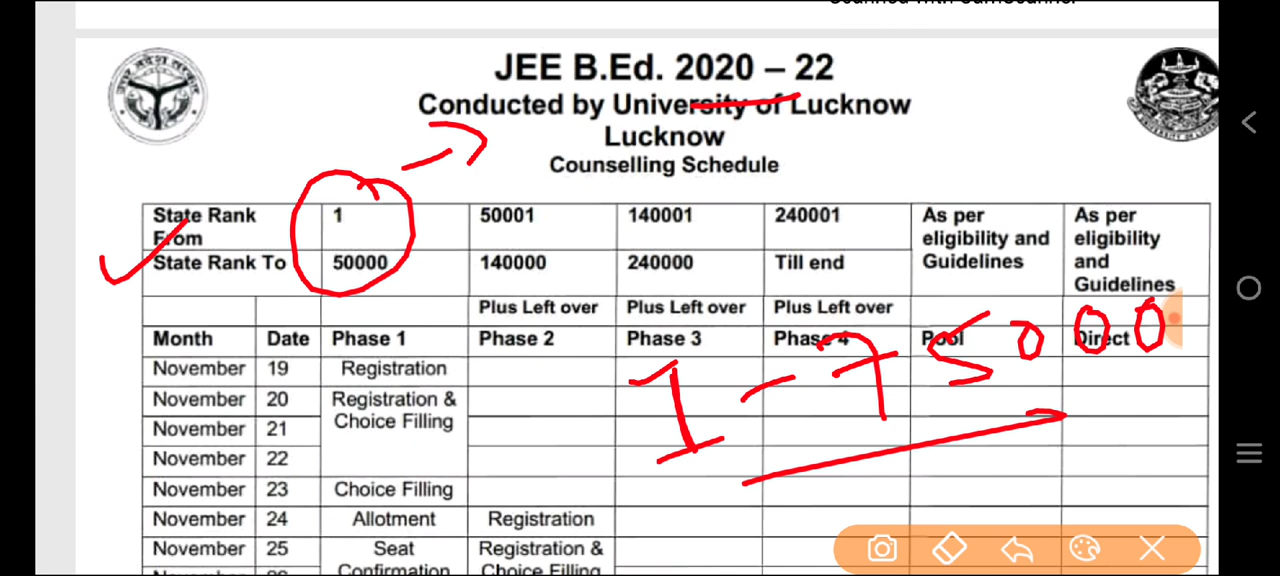 JEE B.Ed. 2020 – 22
Conducted by University of Lucknow
Lucknow
Counselling Schedule
State Rank From 1 50001 140001 240001 As per eligibility and Guidelines As per eligibility and Guidelines
State Rank To 50000 140000 240000 Till end
Plus Left over Plus Left over Plus Left over
Month Date Phase 1 Phase 2 Phase 3 Phase 4 Pool Direct
1 - 75000
November 19 Registration
November 20 Registration & Choice Filling
November 21
November 22
November 23 Choice Filling
November 24 Allotment Registration
November 25 Seat Confirmation Registration & Choice Filling